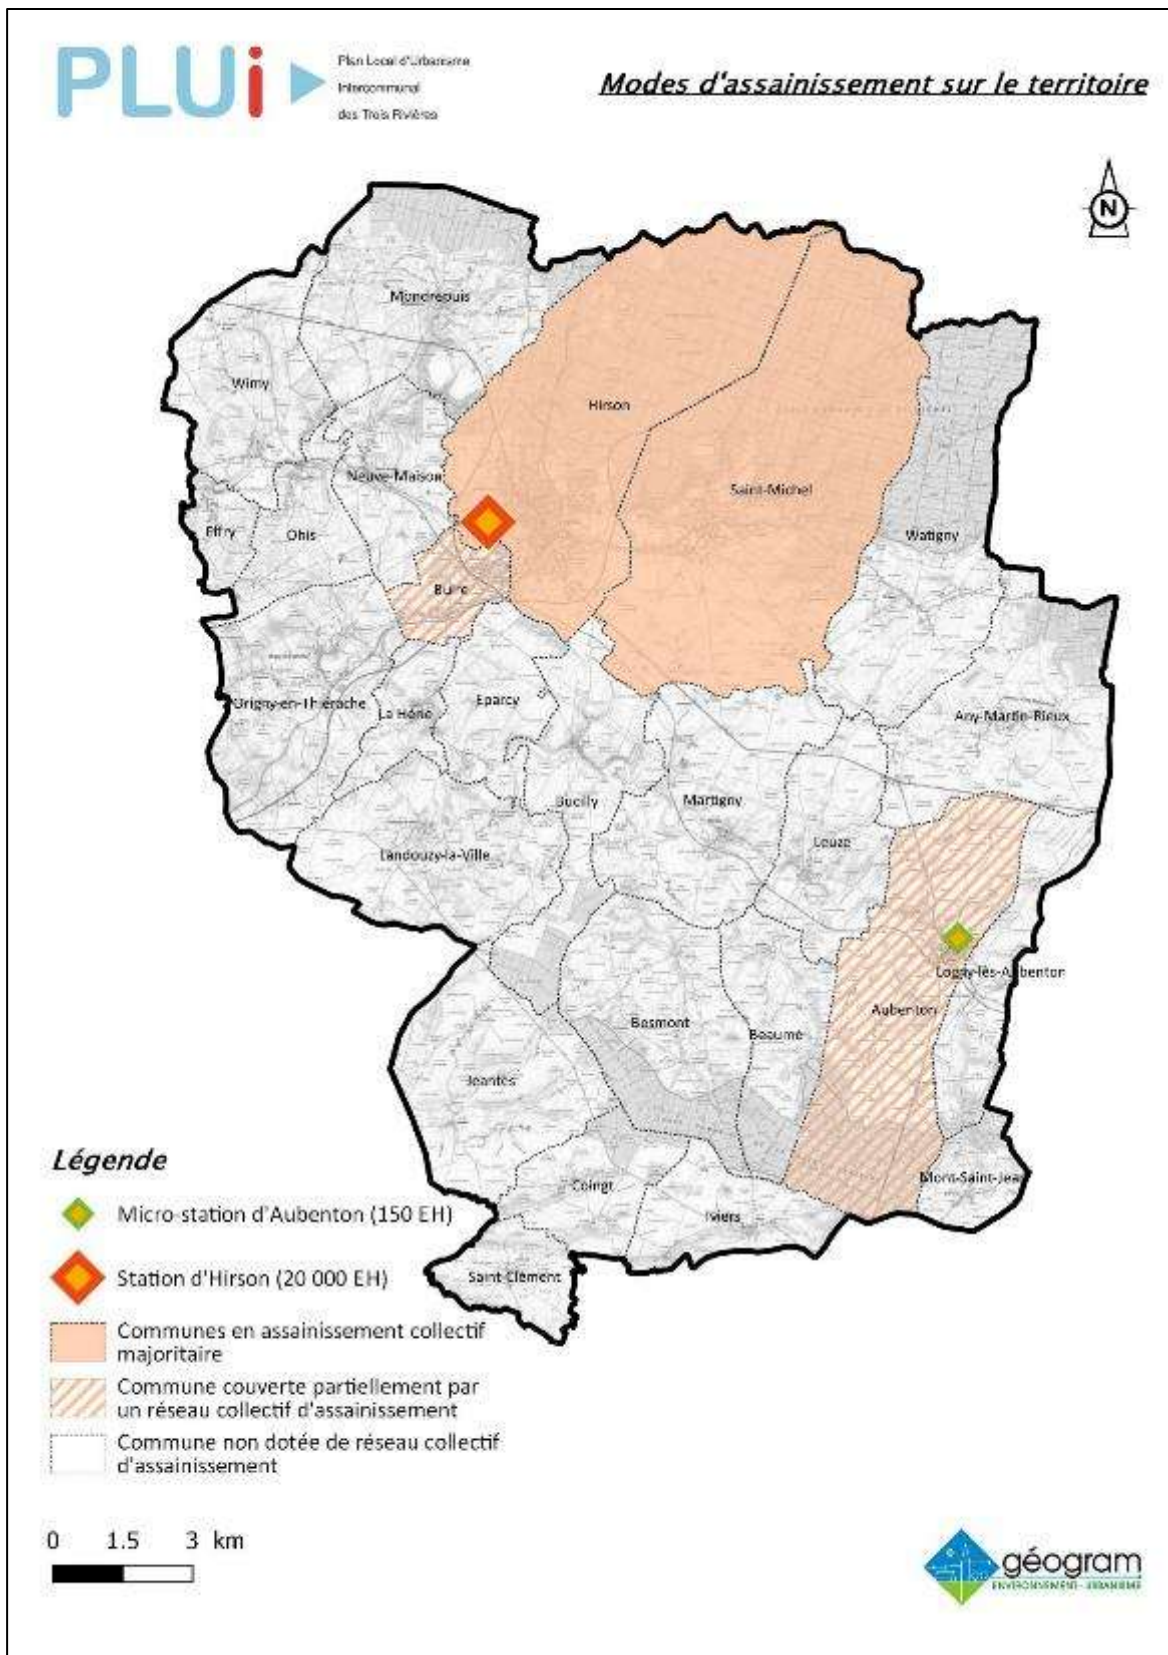 PLUi
Plan Local d'Urbanisme
Intercommunal
des Trois Rivières
Modes d'assainissement sur le territoire
N
Mondrepuis
Wimy
Hirson
Neuve-Maison
Saint-Michel
Effry
Ohis
Watigny
Buire
Origny-en-Thiérache
La Hérie
Eparcy
Any-Martin-Rieux
Bucilly
Martigny
Landouzy-la-Ville
Leuze
Logny-lès-Aubenton
Aubenton
Besmont
Beaumé
Jeantes
Mont-Saint-Jean
Coingt
Iviers
Saint-Clément
Légende
Micro-station d'Aubenton (150 EH)
Station d'Hirson (20 000 EH)
Communes en assainissement collectif
majoritaire
Commune couverte partiellement par
un réseau collectif d'assainissement
Commune non dotée de réseau collectif
d'assainissement
0 1.5 3 km
géogram
ENVIRONNEMENT - URBANISME